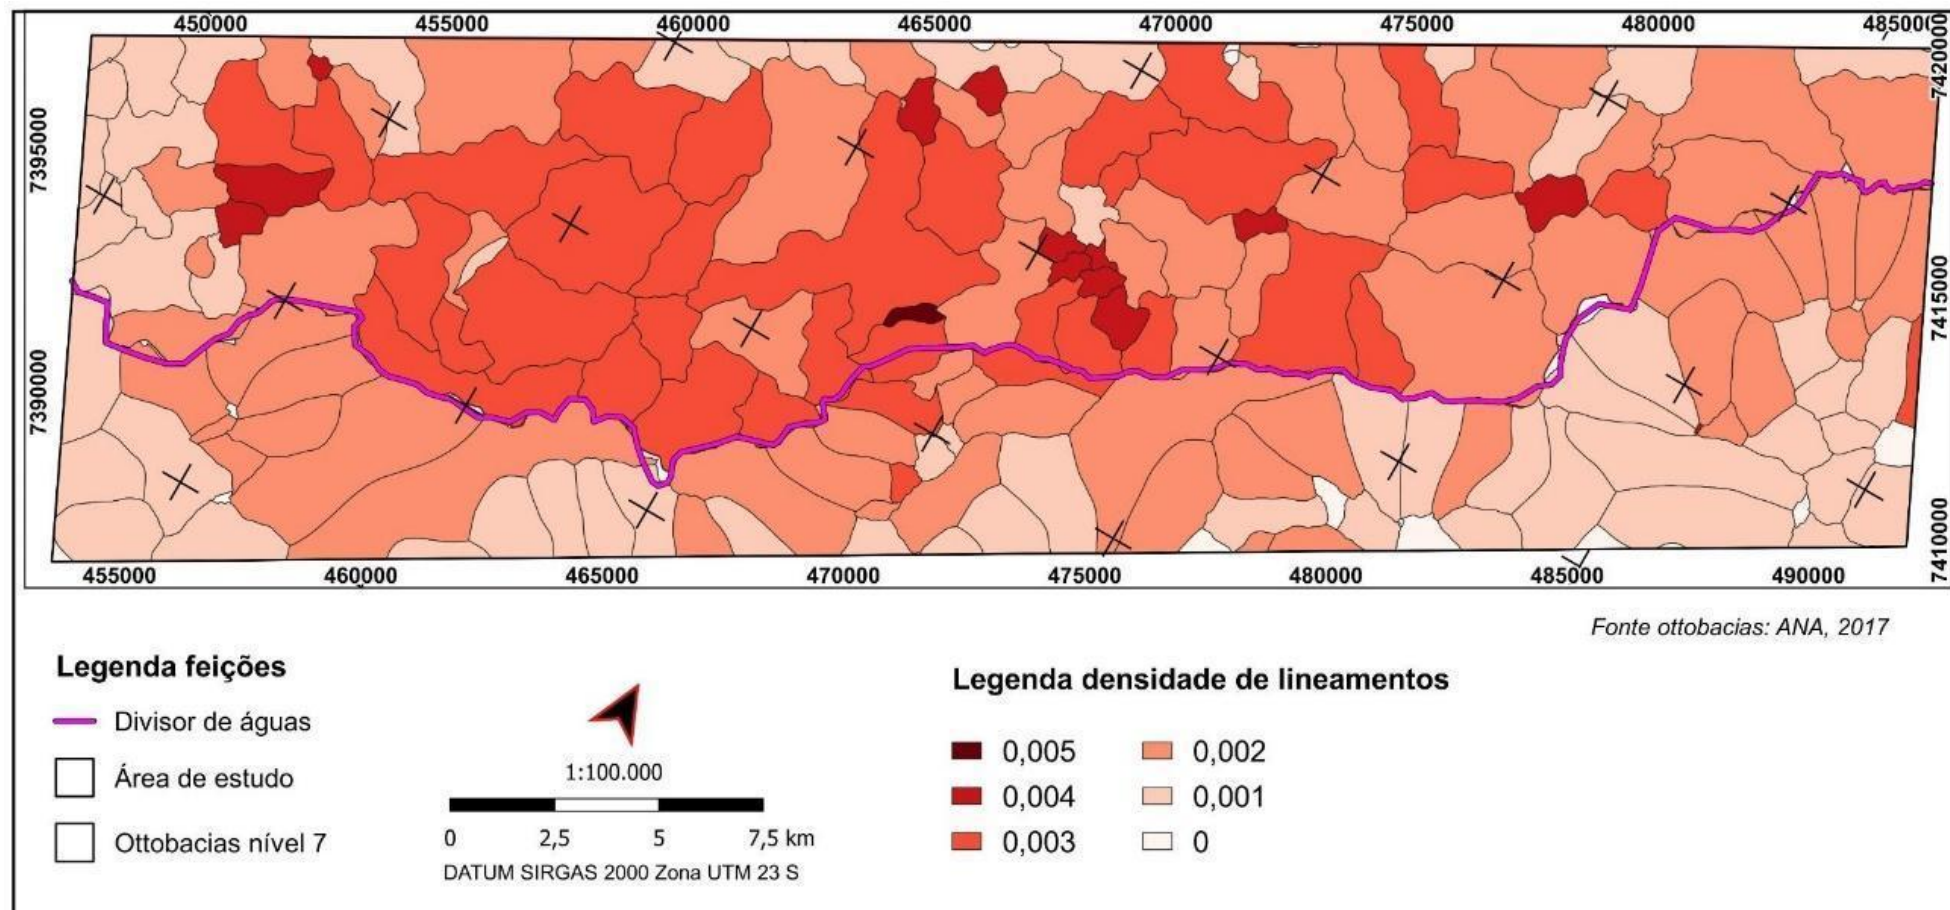 450000 455000 460000 465000 470000 475000 480000 485000
7420000
7395000
7415000
7390000
7410000
455000 460000 465000 470000 475000 480000 485000 490000
Fonte ottobacias: ANA, 2017
Legenda feições
Divisor de águas
Área de estudo
Ottobacias nível 7
1:100.000
0 2,5 5 7,5 km
DATUM SIRGAS 2000 Zona UTM 23 S
Legenda densidade de lineamentos
0,005 0,002
0,004 0,001
0,003 0